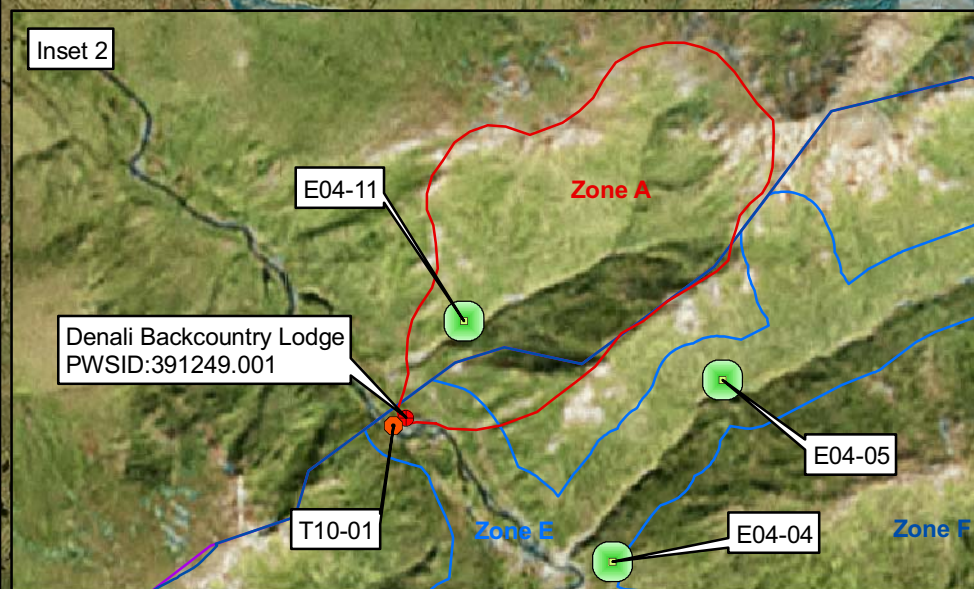 Inset 2
E04-11
Zone A
Denali Backcountry Lodge
PWSID:391249.001
E04-05
T10-01
Zone E
E04-04
Zone F